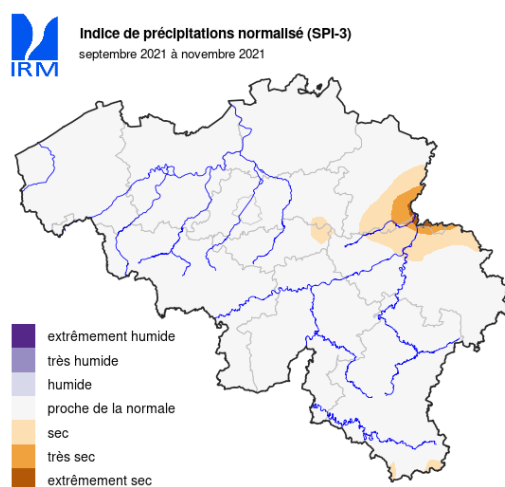 Indice de précipitations normalisé (SPI-3)
septembre 2021 à novembre 2021
IRM
extrêmement humide
très humide
humide
proche de la normale
sec
très sec
extrêmement sec